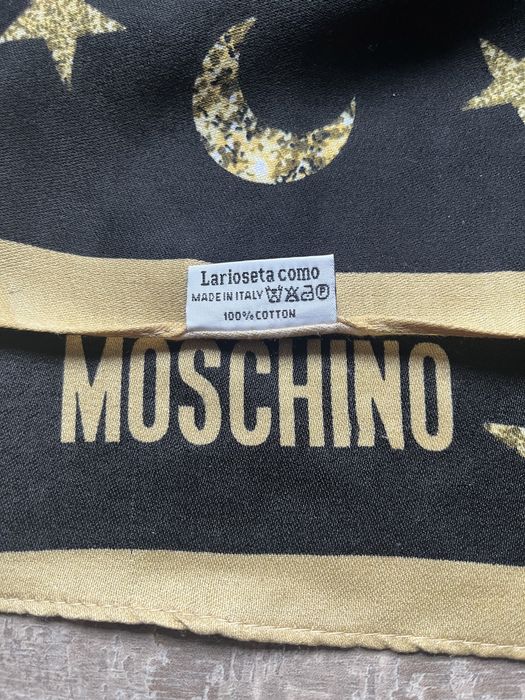 Larioseta como
MADE IN ITALY
100% COTTON
MOSCHINO